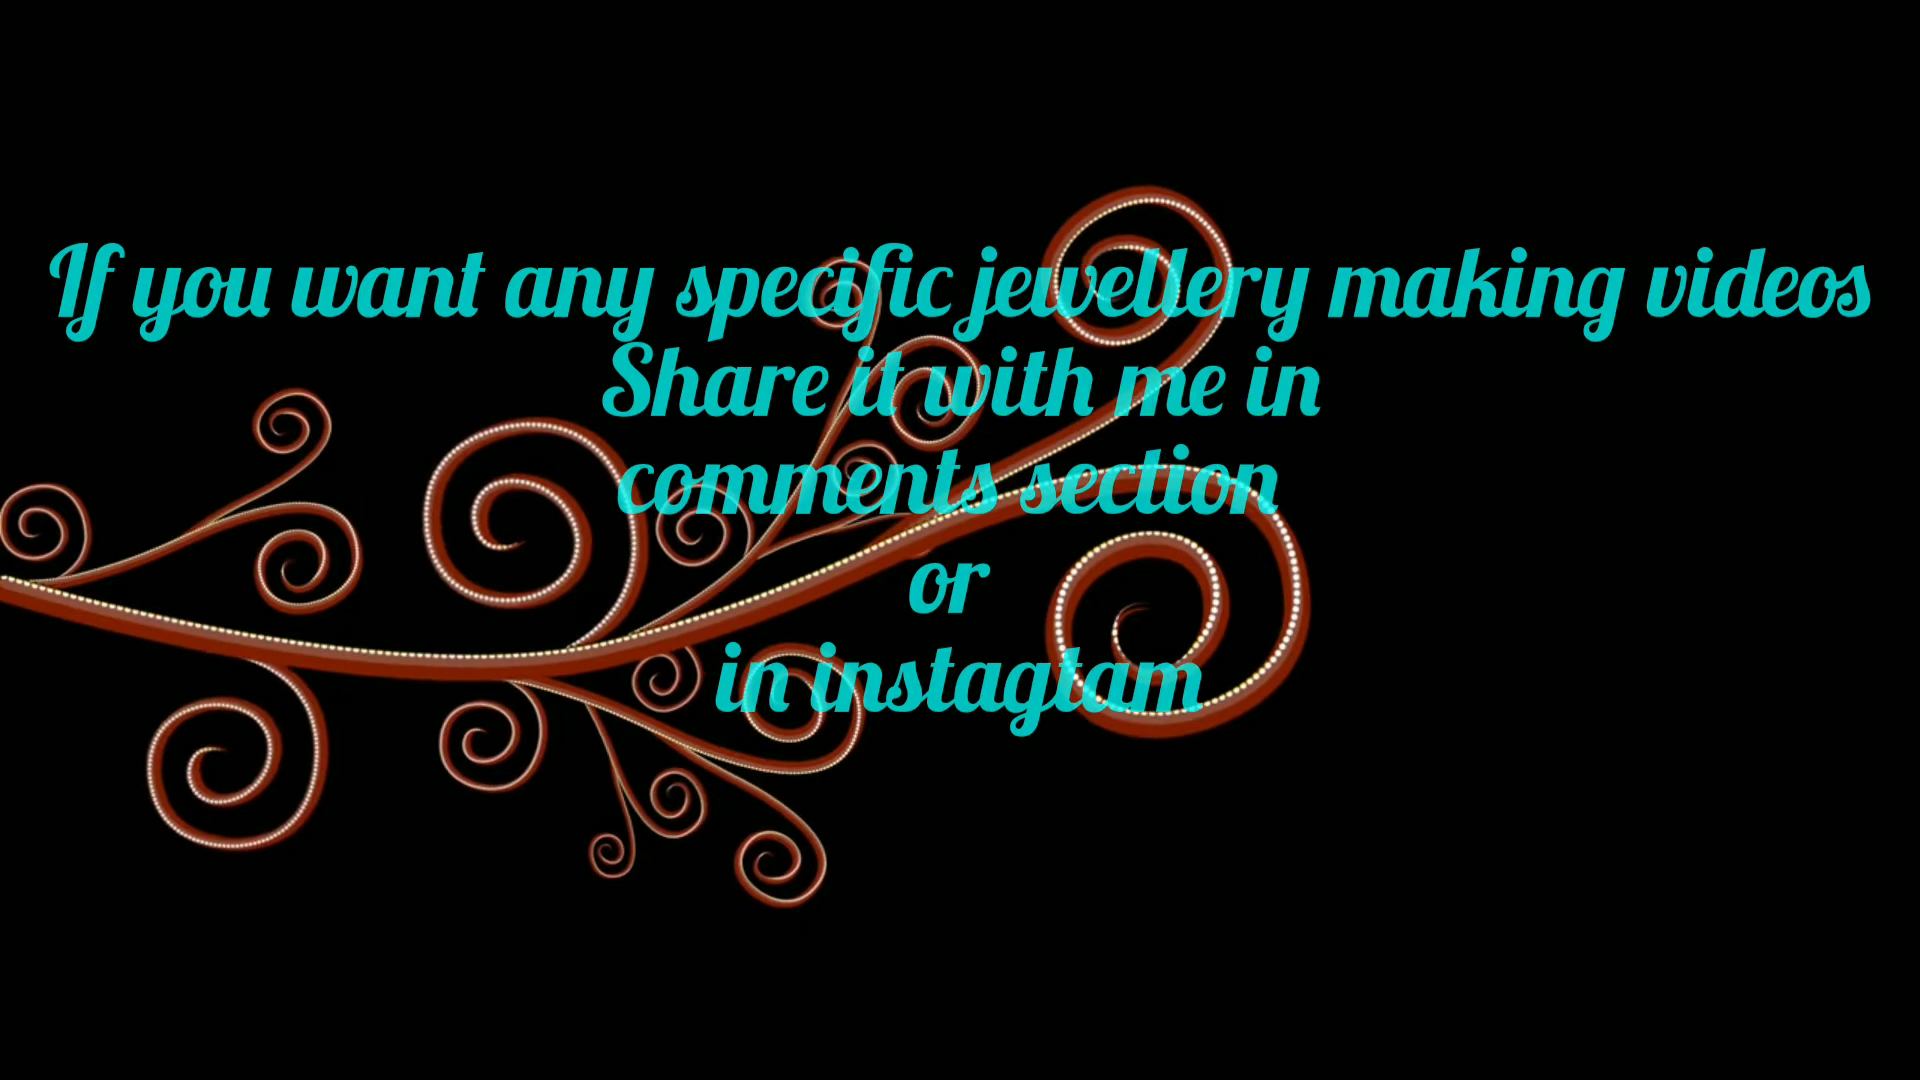 If you want any specific jewellery making videos
Share it with me in
comments section
or
in instagtam